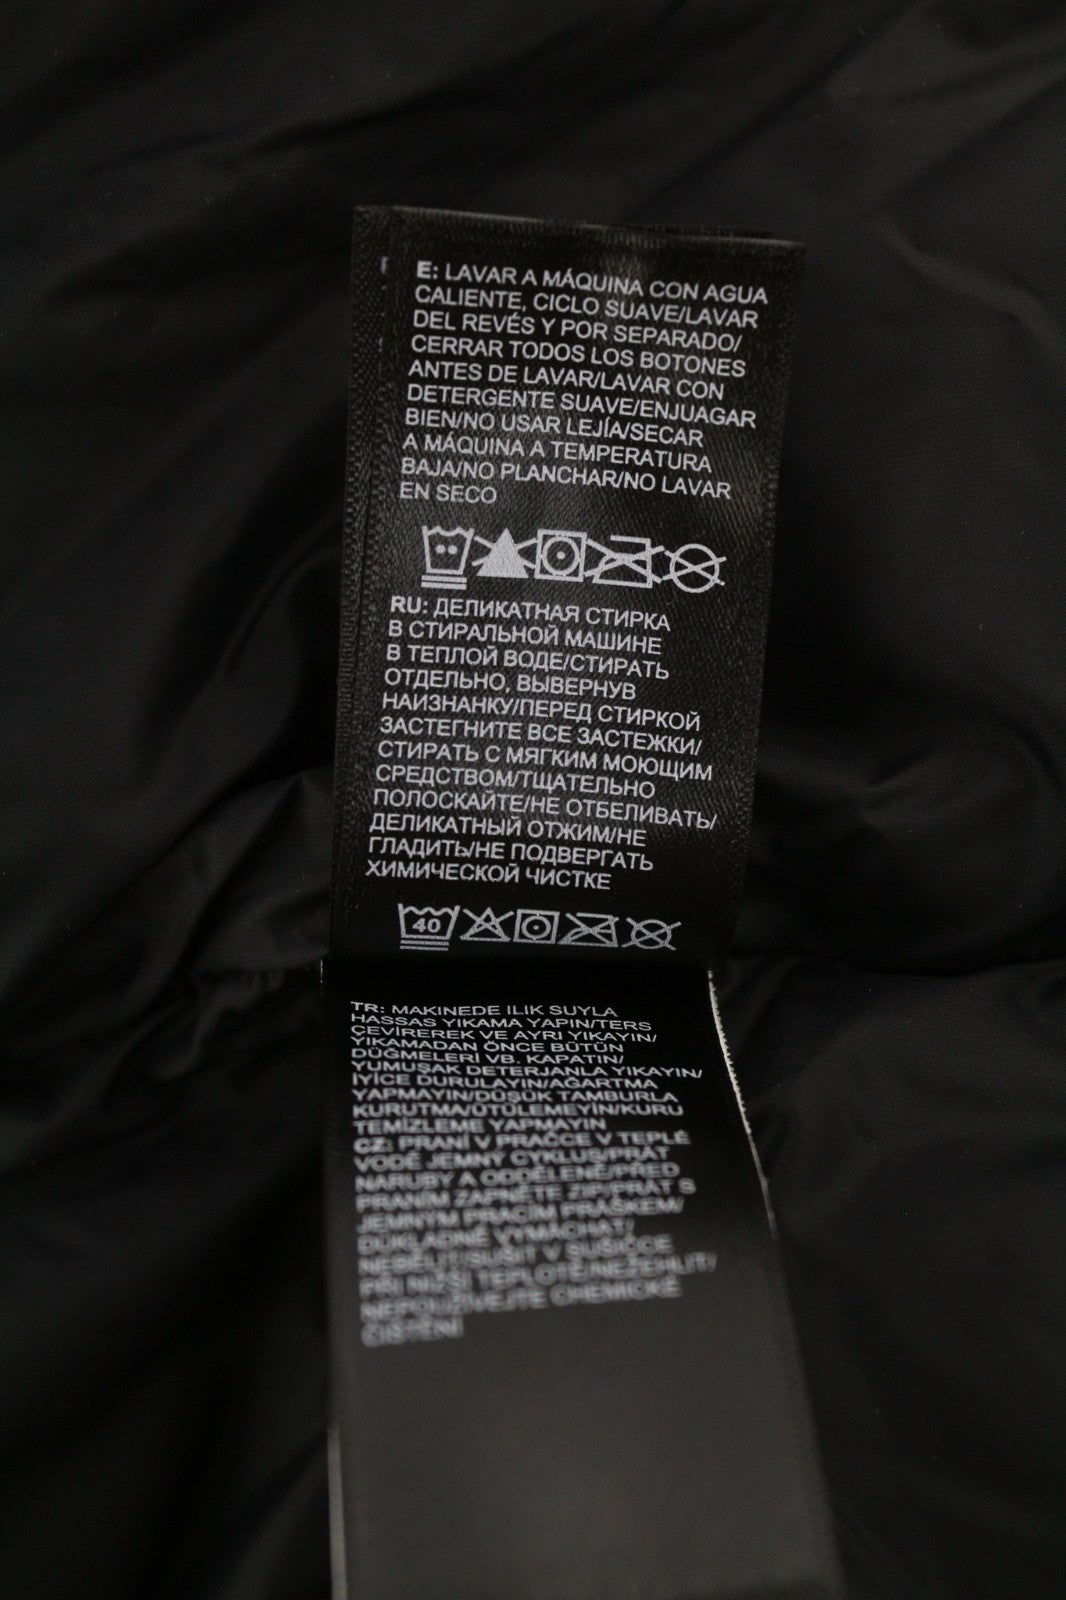 E: LAVAR A MÁQUINA CON AGUA
CALIENTE, CICLO SUAVE/LAVAR
DEL REVÉS Y POR SEPARADO/
CERRAR TODOS LOS BOTONES
ANTES DE LAVAR/LAVAR CON
DETERGENTE SUAVE/ENJUAGAR
BIEN/NO USAR LEJÍA/SECAR
A MÁQUINA A TEMPERATURA
BAJA/NO PLANCHAR/NO LAVAR
EN SECO
RU: ДЕЛИКАТНАЯ СТИРКА
В СТИРАЛЬНОЙ МАШИНЕ
В ТЕПЛОЙ ВОДЕ/СТИРАТЬ
ОТДЕЛЬНО, ВЫВЕРНУВ
НАИЗНАНКУ/ПЕРЕД СТИРКОЙ
ЗАСТЕГНИТЕ ВСЕ ЗАСТЕЖКИ/
СТИРАТЬ С МЯГКИМ МОЮЩИМ
СРЕДСТВОМ/ТЩАТЕЛЬНО
ПОЛОСКАЙТЕ/НЕ ОТБЕЛИВАТЬ/
ДЕЛИКАТНЫЙ ОТЖИМ/НЕ
ГЛАДИТЬ/НЕ ПОДВЕРГАТЬ
ХИМИЧЕСКОЙ ЧИСТКЕ
40
TR: MAKINEDE ILIK SUYLA
HASSAS YIKAMA YAPIN/TERS
ÇEVİREREK VE AYRI YIKAYIN/
YIKAMADAN ÖNCE BÜTÜN
DÜĞMELERİ VB. KAPATIN/
YUMUŞAK DETERJANLA YIKAYIN/
İYİCE DURULAYIN/AĞARTMA
YAPMAYIN/DÜŞÜK TAMBURLA
KURUTMA/ÜTÜLEMEYİN/KURU
TEMİZLEME YAPMAYIN
CZ: PRANÍ V PRAČCE V TEPLÉ
VODĚ JEMNÝ CYKLUS/PRÁT
NARUBY A ODDĚLENĚ/PŘED
PRANÍM ZAPNĚTE ZIP/PRÁT S
JEMNÝM PRACÍM PRAŠKEM/
DŮKLADNĚ VYMÁCHAT/
NEBĚLIT/SUŠIT V SUŠIČCE
PŘI NIŽŠÍ TEPLOTĚ/NEŽEHLIT/
NEPOUŽÍVEJTE CHEMICKÉ
ČIŠTĚNÍ